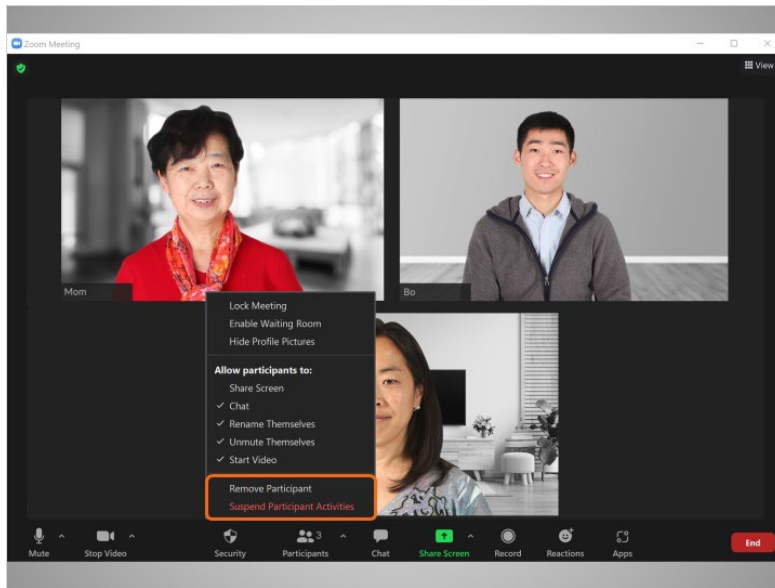 Zoom Meeting
View
Mom
Bo
Lock Meeting
Enable Waiting Room
Hide Profile Pictures
Allow participants to:
Share Screen
Chat
Rename Themselves
Unmute Themselves
Start Video
Remove Participant
Suspend Participant Activities
3
Mute
Stop Video
Security
Participants
Chat
Share Screen
Record
Reactions
Apps
End